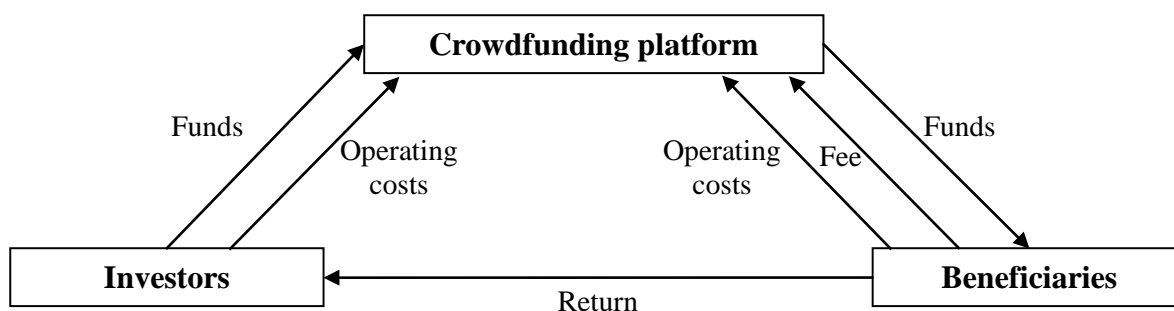 Crowdfunding platform
Funds
Operating
costs
Operating
costs
Fee
Funds
Investors
Beneficiaries
Return